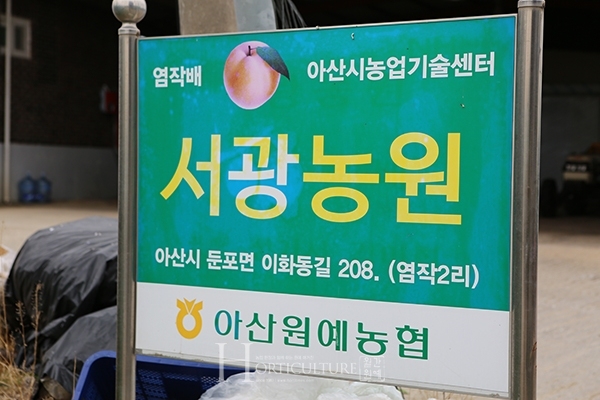 염작배 아산시농업기술센터
서광농원
아산시 둔포면 이화동길 208. (염작2리)
아산원예농협
HORTICULTURE